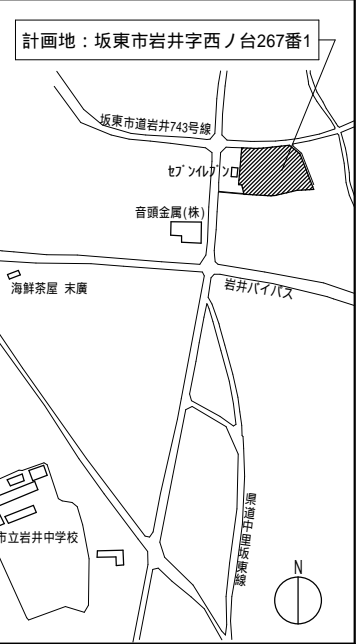 計画地：坂東市岩井字西ノ台267番1
坂東市道岩井743号線
セブンイレブン
音頭金属(株)
海鮮茶屋 末廣
岩井バイパス
県道中里坂東線
市立岩井中学校
N